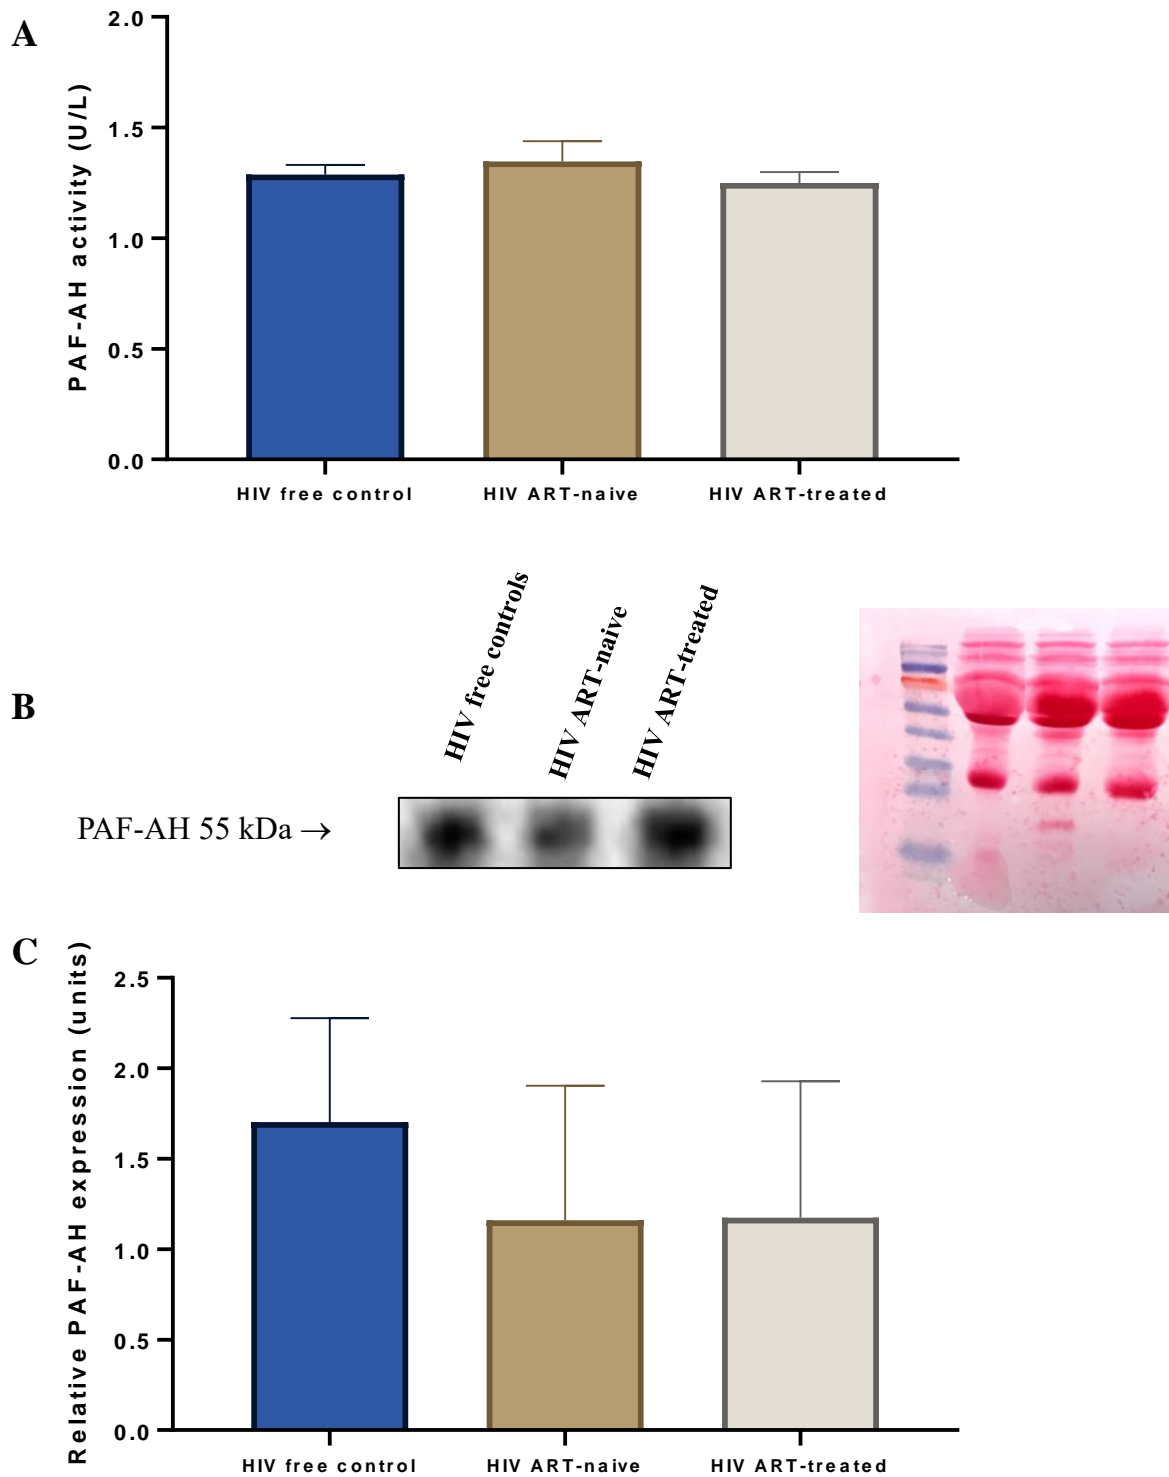 A
PAF-AH activity (U/L)
2.0
1.5
1.0
0.5
0.0
HIV free control
HIV ART-naive
HIV ART-treated
B
HIV free controls
HIV ART-naive
HIV ART-treated
PAF-AH 55 kDa →
C
Relative PAF-AH expression (units)
2.5
2.0
1.5
1.0
0.5
0.0
HIV free control
HIV ART-naive
HIV ART-treated